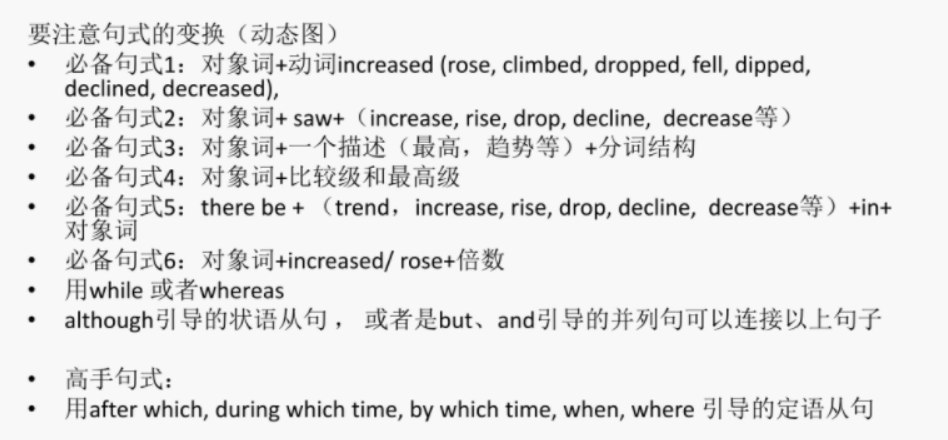 要注意句式的变换（动态图）
• 必备句式1：对象词+动词increased (rose, climbed, dropped, fell, dipped,
declined, decreased),
• 必备句式2：对象词+ saw+（increase, rise, drop, decline, decrease等）
• 必备句式3：对象词+一个描述（最高，趋势等）+分词结构
• 必备句式4：对象词+比较级和最高级
• 必备句式5：there be + （trend，increase, rise, drop, decline, decrease等）+in+
对象词
• 必备句式6：对象词+increased/ rose+倍数
• 用while 或者whereas
• although引导的状语从句 ， 或者是but、and引导的并列句可以连接以上句子
• 高手句式：
• 用after which, during which time, by which time, when, where 引导的定语从句